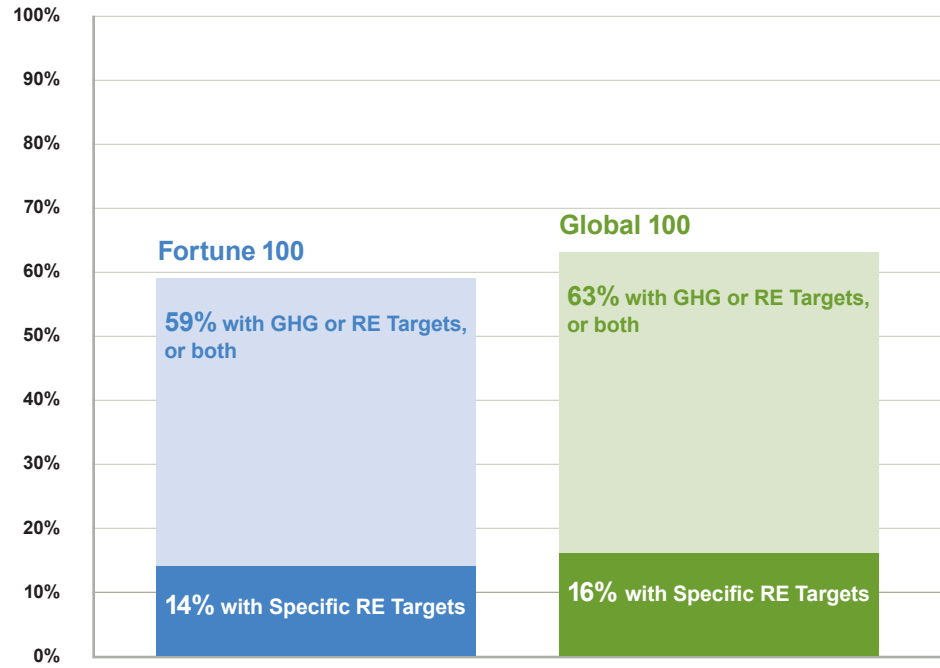 100%
90%
80%
70%
60%
50%
40%
30%
20%
10%
0%
Fortune 100
59% with GHG or RE Targets,
or both
14% with Specific RE Targets
Global 100
63% with GHG or RE Targets,
or both
16% with Specific RE Targets